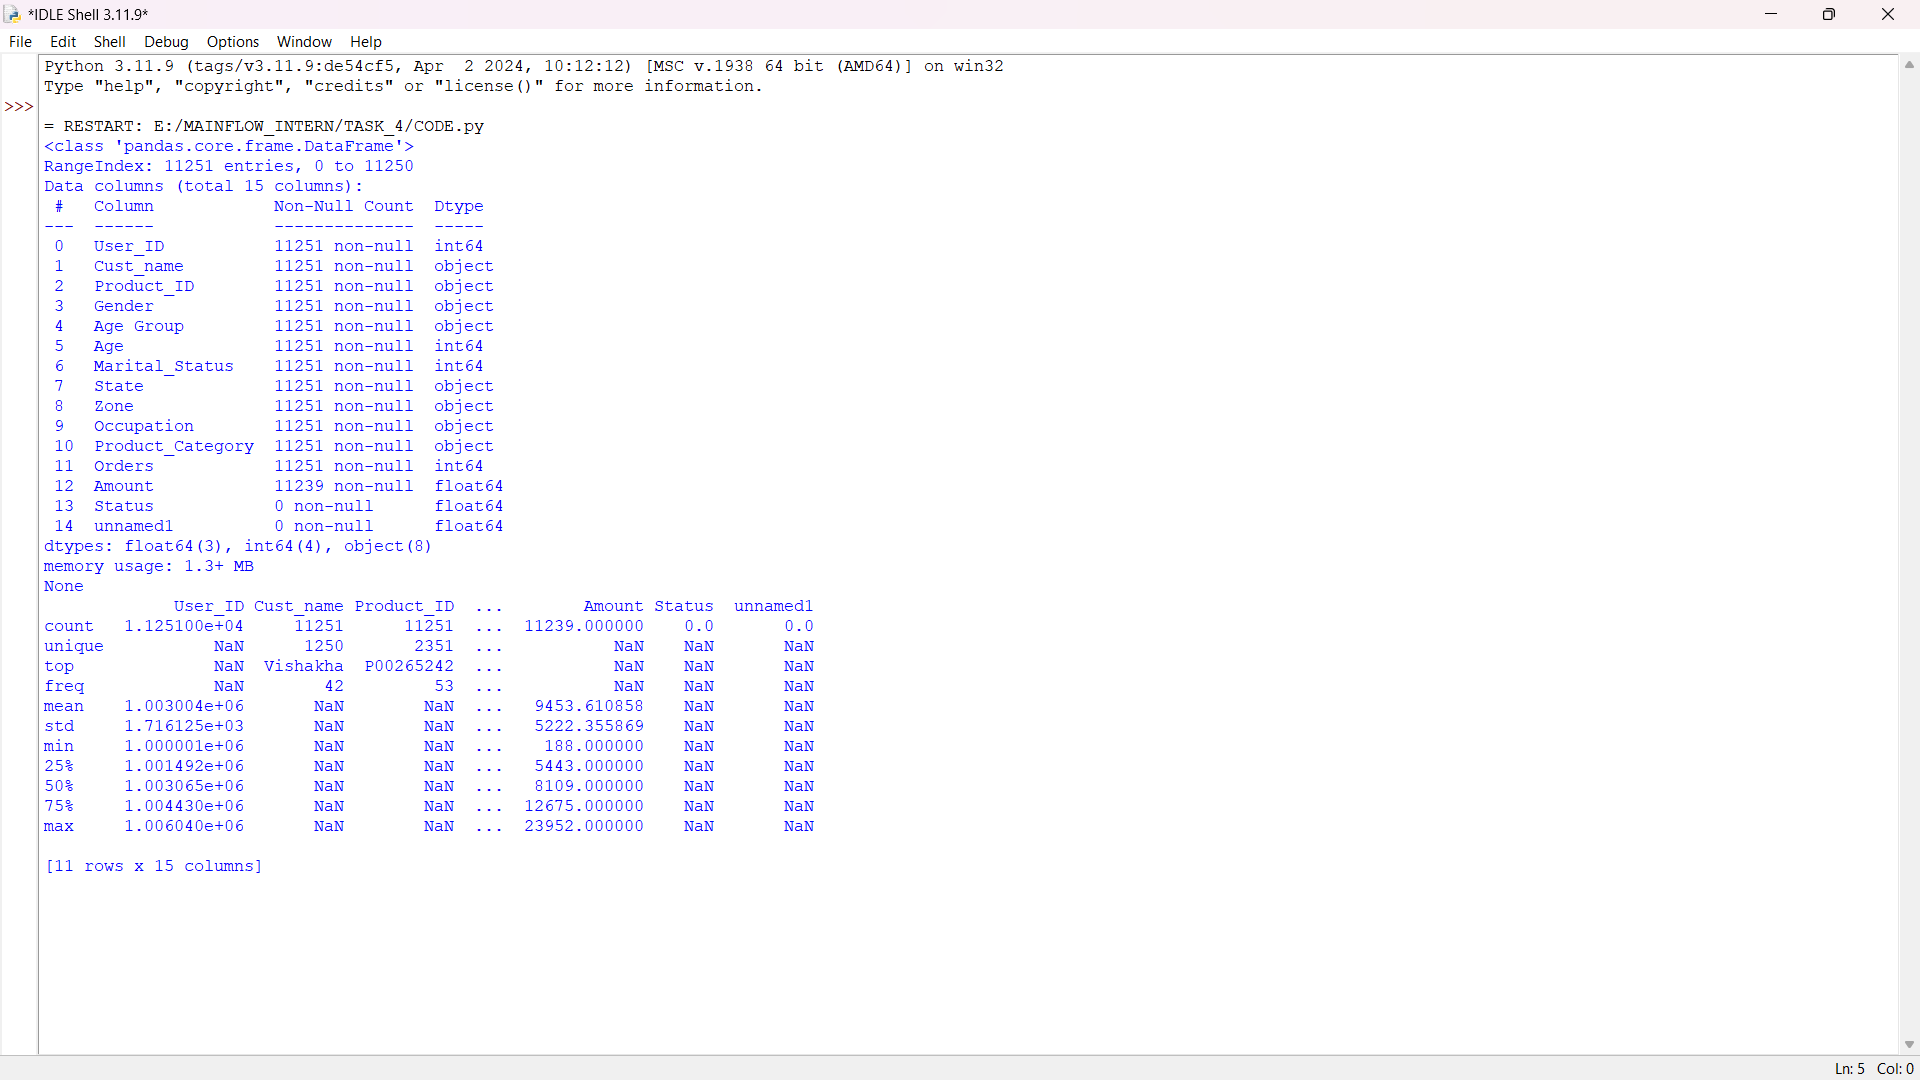 *IDLE Shell 3.11.9*
File Edit Shell Debug Options Window Help
Python 3.11.9 (tags/v3.11.9:de54cf5, Apr  2 2024, 10:12:12) [MSC v.1938 64 bit (AMD64)] on win32
Type "help", "copyright", "credits" or "license()" for more information.
>>>
= RESTART: E:/MAINFLOW_INTERN/TASK_4/CODE.py
<class 'pandas.core.frame.DataFrame'>
RangeIndex: 11251 entries, 0 to 11250
Data columns (total 15 columns):
 #   Column            Non-Null Count  Dtype
---  ------            --------------  -----
 0   User_ID           11251 non-null  int64
 1   Cust_name         11251 non-null  object
 2   Product_ID        11251 non-null  object
 3   Gender            11251 non-null  object
 4   Age Group         11251 non-null  object
 5   Age               11251 non-null  int64
 6   Marital_Status    11251 non-null  int64
 7   State             11251 non-null  object
 8   Zone              11251 non-null  object
 9   Occupation        11251 non-null  object
 10  Product_Category  11251 non-null  object
 11  Orders            11251 non-null  int64
 12  Amount            11239 non-null  float64
 13  Status            0 non-null      float64
 14  unnamed1          0 non-null      float64
dtypes: float64(3), int64(4), object(8)
memory usage: 1.3+ MB
None
             User_ID Cust_name Product_ID  ...        Amount Status  unnamed1
count   1.125100e+04     11251      11251  ...  11239.000000    0.0       0.0
unique           NaN      1250       2351  ...           NaN    NaN       NaN
top              NaN  Vishakha  P00265242  ...           NaN    NaN       NaN
freq             NaN        42         53  ...           NaN    NaN       NaN
mean    1.003004e+06       NaN        NaN  ...   9453.610858    NaN       NaN
std     1.716125e+03       NaN        NaN  ...   5222.355869    NaN       NaN
min     1.000001e+06       NaN        NaN  ...    188.000000    NaN       NaN
25%     1.001492e+06       NaN        NaN  ...   5443.000000    NaN       NaN
50%     1.003065e+06       NaN        NaN  ...   8109.000000    NaN       NaN
75%     1.004430e+06       NaN        NaN  ...  12675.000000    NaN       NaN
max     1.006040e+06       NaN        NaN  ...  23952.000000    NaN       NaN
[11 rows x 15 columns]
Ln: 5 Col: 0